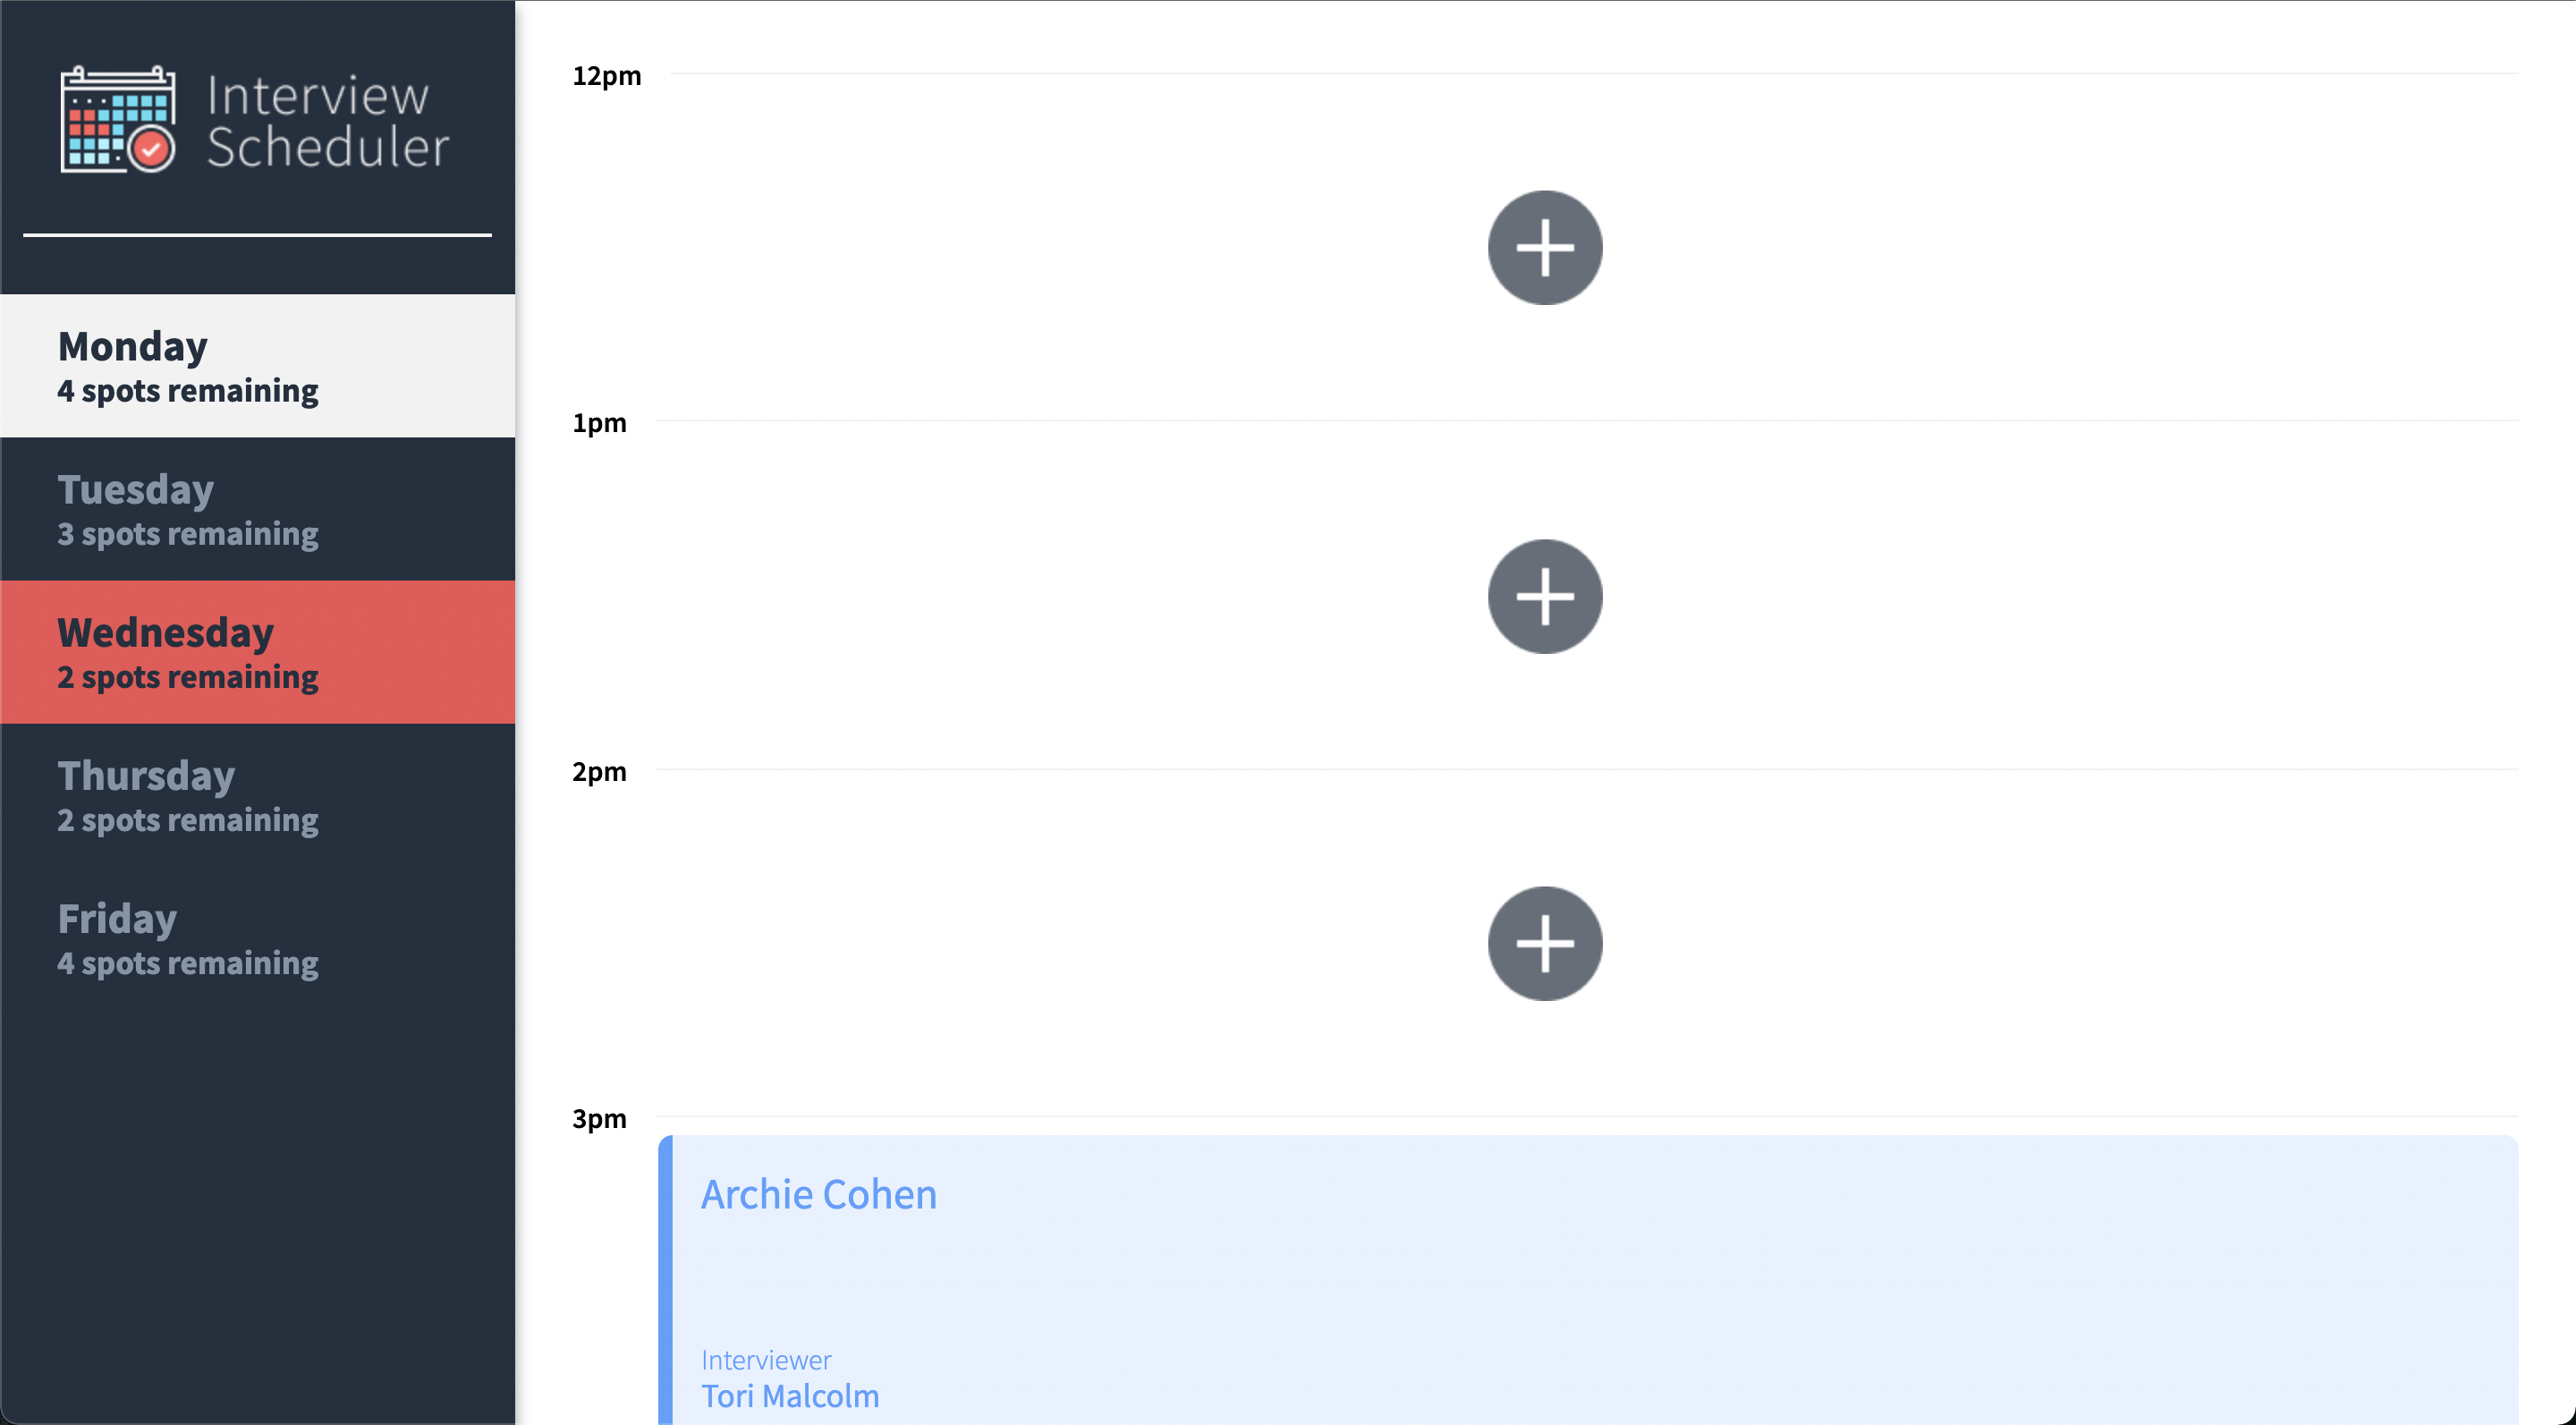 Interview
Scheduler
Monday
4 spots remaining
Tuesday
3 spots remaining
Wednesday
2 spots remaining
Thursday
2 spots remaining
Friday
4 spots remaining
12pm
1pm
2pm
3pm
Archie Cohen
Interviewer
Tori Malcolm